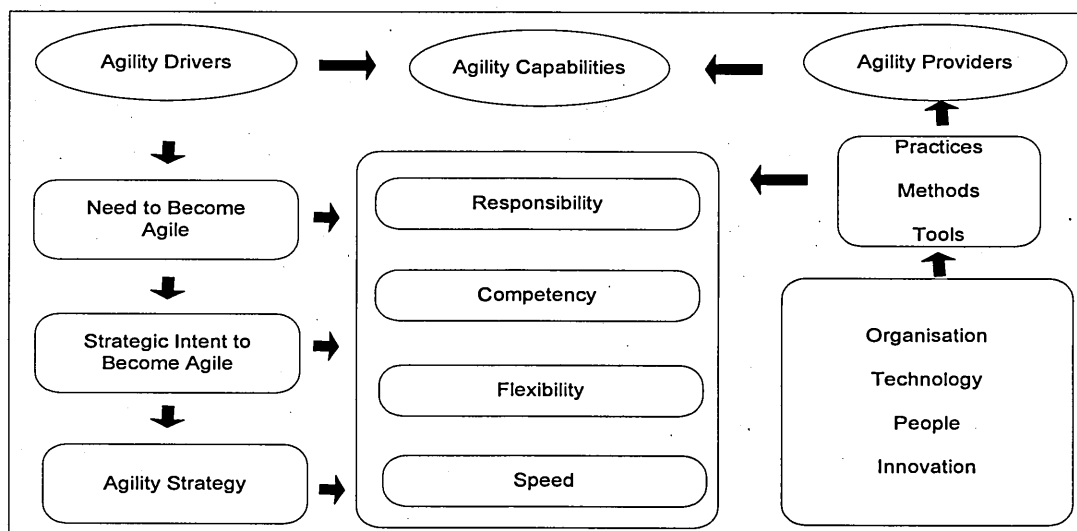 Agility Drivers
Agility Capabilities
Agility Providers
Need to Become
Agile
Strategic Intent to
Become Agile
Agility Strategy
Responsibility
Competency
Flexibility
Speed
Practices
Methods
Tools
Organisation
Technology
People
Innovation